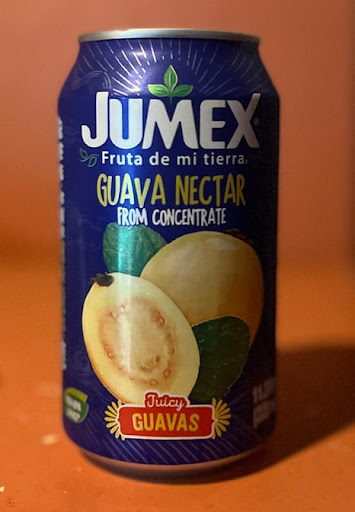 JUMEX
Fruta de mi tierra
GUAVA NECTAR
FROM CONCENTRATE
Juicy
GUAVAS